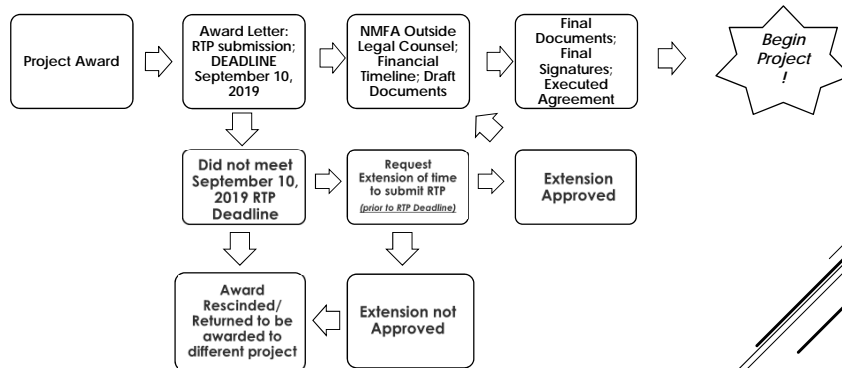 Project Award
Award Letter:
RTP submission;
DEADLINE
September 10,
2019
NMFA Outside
Legal Counsel;
Financial
Timeline; Draft
Documents
Final
Documents;
Final
Signatures;
Executed
Agreement
Begin
Project
!
Did not meet
September 10,
2019 RTP
Deadline
Request
Extension of time
to submit RTP
(prior to RTP Deadline)
Extension
Approved
Award
Rescinded/
Returned to be
awarded to
different project
Extension not
Approved